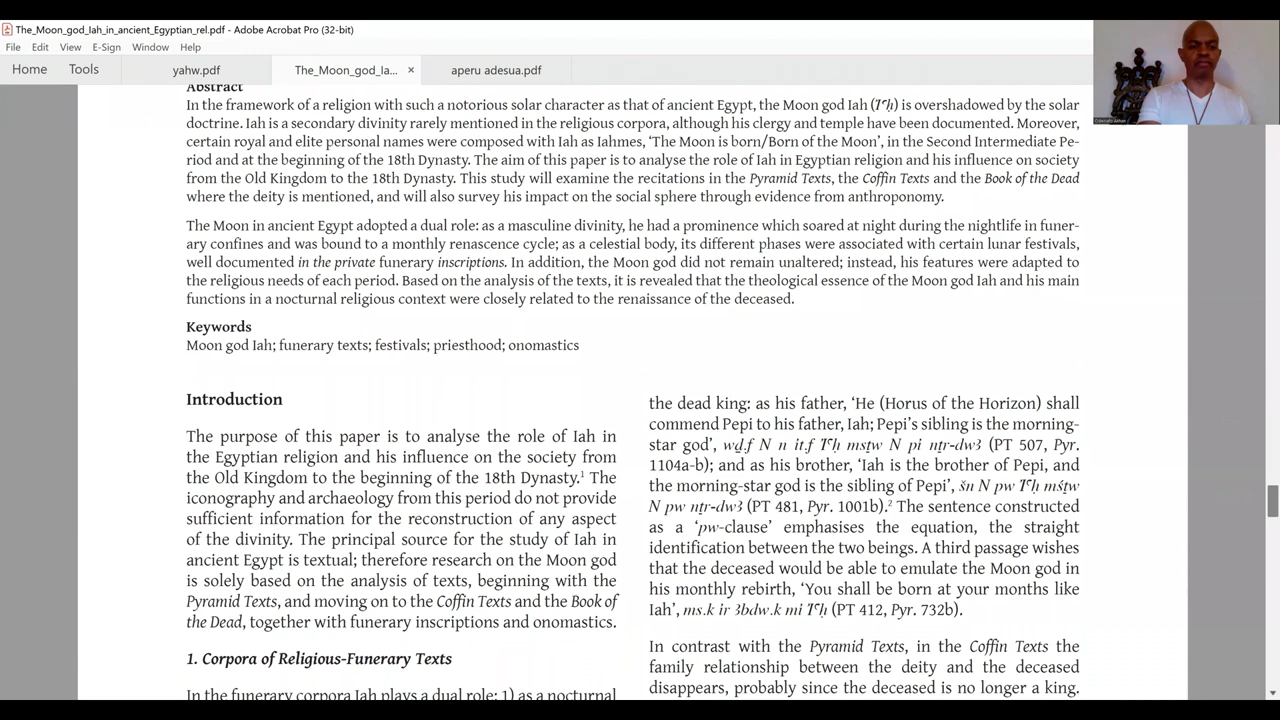 The_Moon_god_Iah_in_ancient_Egyptian_rel.pdf - Adobe Acrobat Pro (32-bit)
File Edit View E-Sign Window Help
Home Tools yahw.pdf The_Moon_god_Ia... × aperu adesua.pdf
Abstract
In the framework of a religion with such a notorious solar character as that of ancient Egypt, the Moon god Iah (Iꜥḥ) is overshadowed by the solar
doctrine. Iah is a secondary divinity rarely mentioned in the religious corpora, although his clergy and temple have been documented. Moreover,
certain royal and elite personal names were composed with Iah as Iahmes, ‘The Moon is born/Born of the Moon’, in the Second Intermediate Pe-
riod and at the beginning of the 18th Dynasty. The aim of this paper is to analyse the role of Iah in Egyptian religion and his influence on society
from the Old Kingdom to the 18th Dynasty. This study will examine the recitations in the Pyramid Texts, the Coffin Texts and the Book of the Dead
where the deity is mentioned, and will also survey his impact on the social sphere through evidence from anthroponomy.
The Moon in ancient Egypt adopted a dual role: as a masculine divinity, he had a prominence which soared at night during the nightlife in funer-
ary confines and was bound to a monthly renascence cycle; as a celestial body, its different phases were associated with certain lunar festivals,
well documented in the private funerary inscriptions. In addition, the Moon god did not remain unaltered; instead, his features were adapted to
the religious needs of each period. Based on the analysis of the texts, it is revealed that the theological essence of the Moon god Iah and his main
functions in a nocturnal religious context were closely related to the renaissance of the deceased.
Keywords
Moon god Iah; funerary texts; festivals; priesthood; onomastics
Introduction
The purpose of this paper is to analyse the role of Iah in
the Egyptian religion and his influence on the society from
the Old Kingdom to the beginning of the 18th Dynasty.¹ The
iconography and archaeology from this period do not provide
sufficient information for the reconstruction of any aspect
of the divinity. The principal source for the study of Iah in
ancient Egypt is textual; therefore research on the Moon god
is solely based on the analysis of texts, beginning with the
Pyramid Texts, and moving on to the Coffin Texts and the Book of
the Dead, together with funerary inscriptions and onomastics.
1. Corpora of Religious-Funerary Texts
In the funerary corpora Iah plays a dual role: 1) as a nocturnal
the dead king: as his father, ‘He (Horus of the Horizon) shall
commend Pepi to his father, Iah; Pepi’s sibling is the morning-
star god’, wḏ.f N n it.f Iꜥḥ msṯw N pi nṯr-dwꜣ (PT 507, Pyr.
1104a-b); and as his brother, ‘Iah is the brother of Pepi, and
the morning-star god is the sibling of Pepi’, šn N pw Iꜥḥ mśṯw
N pw nṯr-dwꜣ (PT 481, Pyr. 1001b).² The sentence constructed
as a ‘pw-clause’ emphasises the equation, the straight
identification between the two beings. A third passage wishes
that the deceased would be able to emulate the Moon god in
his monthly rebirth, ‘You shall be born at your months like
Iah’, ms.k ir ꜣbdw.k mi Iꜥḥ (PT 412, Pyr. 732b).
In contrast with the Pyramid Texts, in the Coffin Texts the
family relationship between the deity and the deceased
disappears, probably since the deceased is no longer a king.